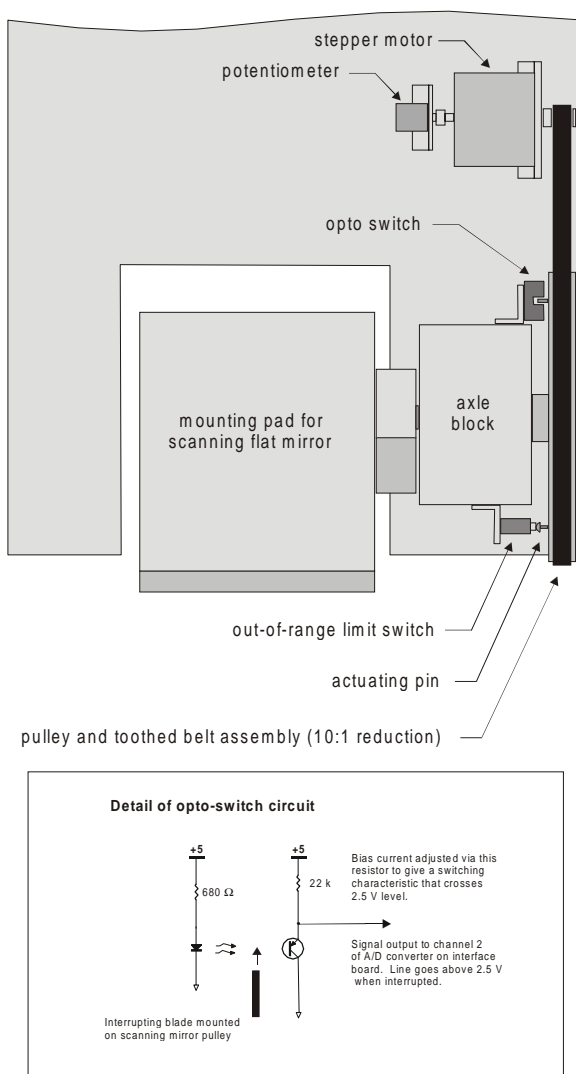 stepper motor
potentiometer
opto switch
mounting pad for
scanning flat mirror
axle
block
out-of-range limit switch
actuating pin
pulley and toothed belt assembly (10:1 reduction)
Detail of opto-switch circuit
+5
+5
680 Ω
22 k
Bias current adjusted via this
resistor to give a switching
characteristic that crosses
2.5 V level.
Signal output to channel 2
of A/D converter on interface
board. Line goes above 2.5 V
when interrupted.
Interrupting blade mounted
on scanning mirror pulley